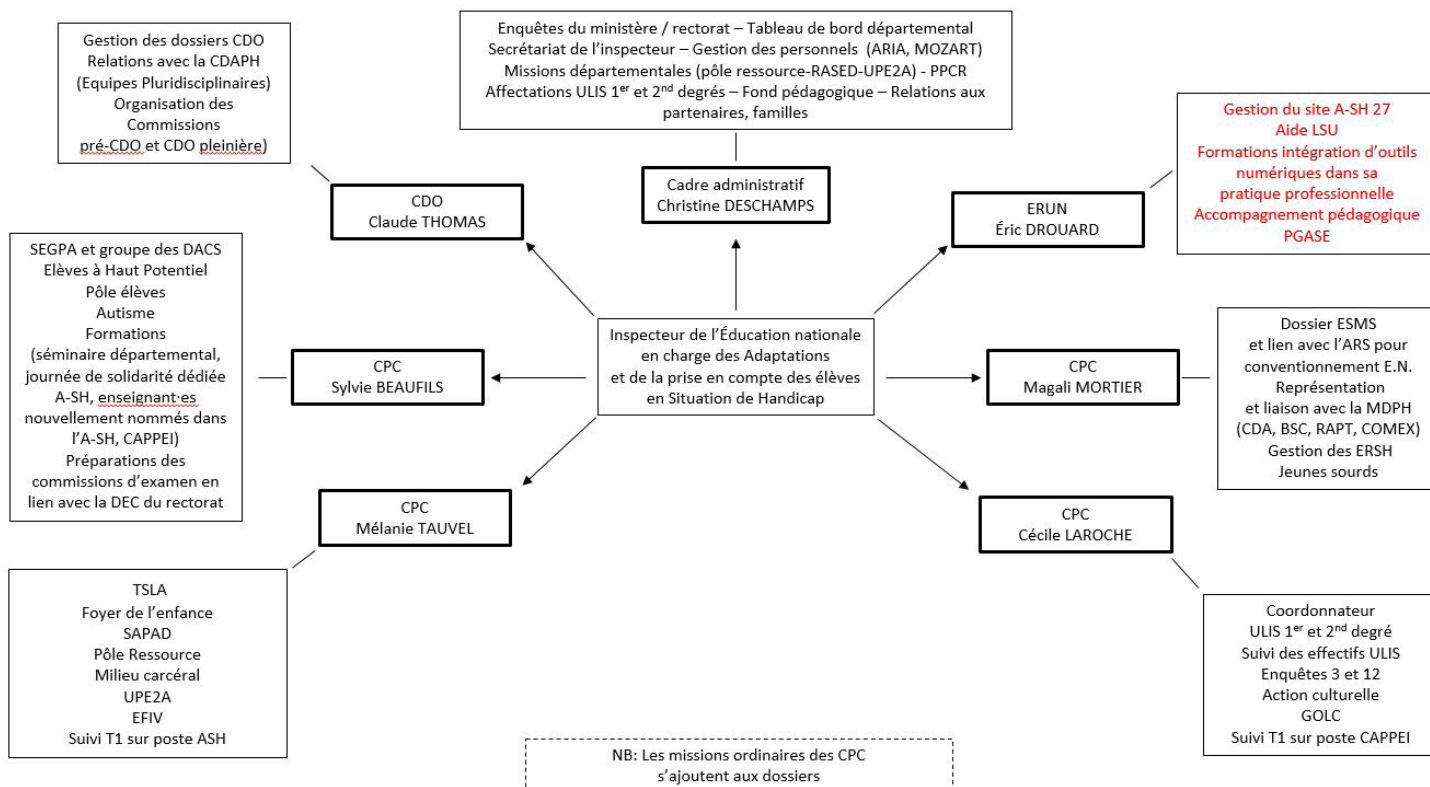 Enquêtes du ministère / rectorat – Tableau de bord départemental
Secrétariat de l'inspecteur – Gestion des personnels (ARIA, MOZART)
Missions départementales (pôle ressource-RASED-UPE2A) - PPCR
Affectations ULIS 1er et 2nd degrés – Fond pédagogique – Relations aux
partenaires, familles
Gestion des dossiers CDO
Relations avec la CDAPH
(Equipes Pluridisciplinaires)
Organisation des
Commissions
pré-CDO et CDO pleinière)
Gestion du site A-SH 27
Aide LSU
Formations intégration d'outils
numériques dans sa
pratique professionnelle
Accompagnement pédagogique
PGASE
CDO
Claude THOMAS
Cadre administratif
Christine DESCHAMPS
ERUN
Éric DROUARD
SEGPA et groupe des DACS
Elèves à Haut Potentiel
Pôle élèves
Autisme
Formations
(séminaire départemental,
journée de solidarité dédiée
A-SH, enseignant·es
nouvellement nommés dans
l'A-SH, CAPPEI)
Préparations des
commissions d'examen en
lien avec la DEC du rectorat
CPC
Sylvie BEAUFILS
Inspecteur de l'Éducation nationale
en charge des Adaptations
et de la prise en compte des élèves
en Situation de Handicap
CPC
Magali MORTIER
Dossier ESMS
et lien avec l'ARS pour
conventionnement E.N.
Représentation
et liaison avec la MDPH
(CDA, BSC, RAPT, COMEX)
Gestion des ERSH
Jeunes sourds
CPC
Mélanie TAUVEL
CPC
Cécile LAROCHE
TSLA
Foyer de l'enfance
SAPAD
Pôle Ressource
Milieu carcéral
UPE2A
EFIV
Suivi T1 sur poste ASH
Coordonnateur
ULIS 1er et 2nd degré
Suivi des effectifs ULIS
Enquêtes 3 et 12
Action culturelle
GOLC
Suivi T1 sur poste CAPPEI
NB: Les missions ordinaires des CPC
s'ajoutent aux dossiers